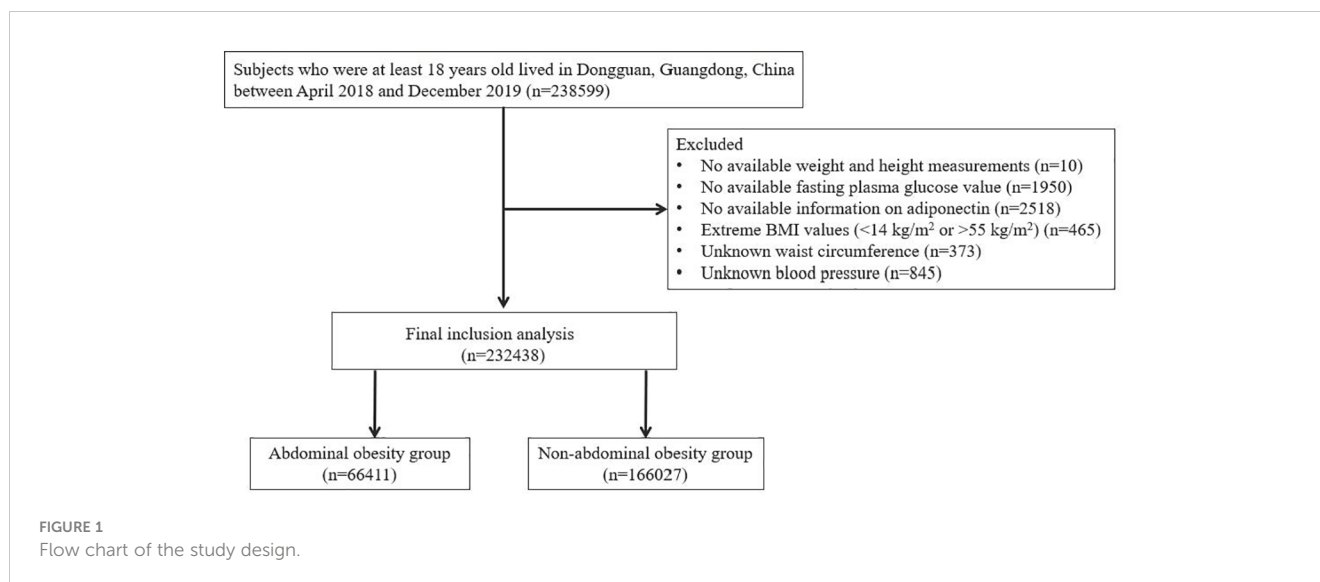 Subjects who were at least 18 years old lived in Dongguan, Guangdong, China
between April 2018 and December 2019 (n=238599)
Excluded
• No available weight and height measurements (n=10)
• No available fasting plasma glucose value (n=1950)
• No available information on adiponectin (n=2518)
• Extreme BMI values (<14 kg/m² or >55 kg/m²) (n=465)
• Unknown waist circumference (n=373)
• Unknown blood pressure (n=845)
Final inclusion analysis
(n=232438)
Abdominal obesity group
(n=66411)
Non-abdominal obesity group
(n=166027)
FIGURE 1
Flow chart of the study design.